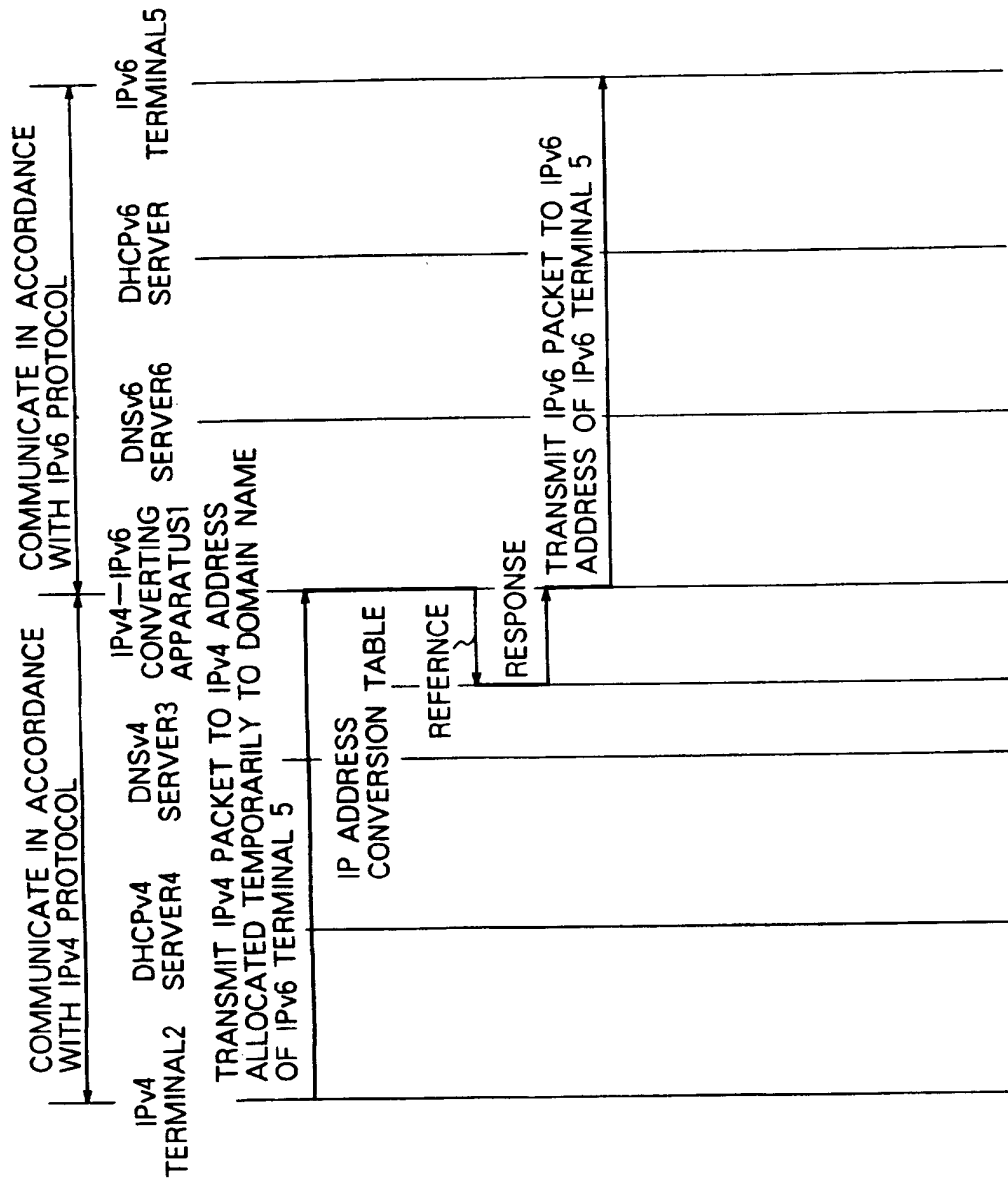 COMMUNICATE IN ACCORDANCE
WITH IPv4 PROTOCOL
COMMUNICATE IN ACCORDANCE
WITH IPv6 PROTOCOL
IPv4
TERMINAL2
DHCPv4
SERVER4
DNSv4
SERVER3
IPv4—IPv6
CONVERTING
APPARATUS1
DNSv6
SERVER6
DHCPv6
SERVER
IPv6
TERMINAL5
TRANSMIT IPv4 PACKET TO IPv4 ADDRESS
ALLOCATED TEMPORARILY TO DOMAIN NAME
OF IPv6 TERMINAL 5
IP ADDRESS
CONVERSION TABLE
REFERNCE
RESPONSE
TRANSMIT IPv6 PACKET TO IPv6
ADDRESS OF IPv6 TERMINAL 5